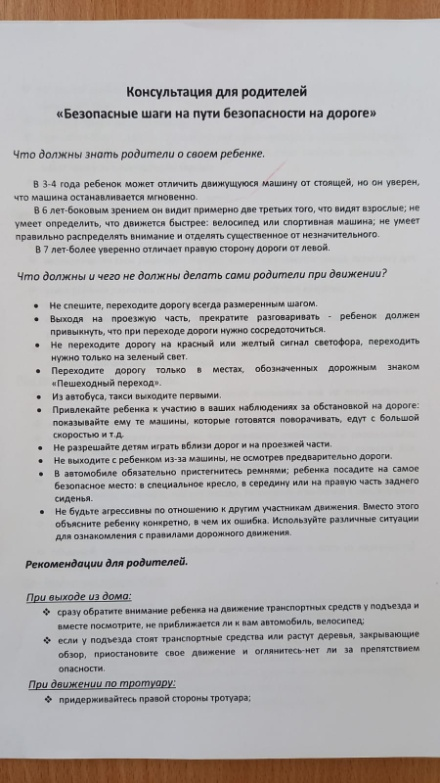 Консультация для родителей
«Безопасные шаги на пути безопасности на дороге»
Что должны знать родители о своем ребенке.
В 3-4 года ребенок может отличить движущуюся машину от стоящей, но он уверен,
что машина останавливается мгновенно.
В 6 лет-боковым зрением он видит примерно две третьих того, что видят взрослые; не
умеет определить, что движется быстрее: велосипед или спортивная машина; не умеет
правильно распределять внимание и отделять существенное от незначительного.
В 7 лет-более уверенно отличает правую сторону дороги от левой.
Что должны и чего не должны делать сами родители при движении?
• Не спешите, переходите дорогу всегда размеренным шагом.
• Выходя на проезжую часть, прекратите разговаривать - ребенок должен
привыкнуть, что при переходе дороги нужно сосредоточиться.
• Не переходите дорогу на красный или желтый сигнал светофора, переходить
нужно только на зеленый свет.
• Переходите дорогу только в местах, обозначенных дорожным знаком
«Пешеходный переход».
• Из автобуса, такси выходите первыми.
• Привлекайте ребенка к участию в ваших наблюдениях за обстановкой на дороге:
показывайте ему те машины, которые готовятся поворачивать, едут с большой
скоростью и т.д.
• Не разрешайте детям играть вблизи дорог и на проезжей части.
• Не выходите с ребенком из-за машины, не осмотрев предварительно дороги.
• В автомобиле обязательно пристегнитесь ремнями; ребенка посадите на самое
безопасное место: в специальное кресло, в середину или на правую часть заднего
сиденья.
• Не будьте агрессивны по отношению к другим участникам движения. Вместо этого
объясните ребенку конкретно, в чем их ошибка. Используйте различные ситуации
для ознакомления с правилами дорожного движения.
Рекомендации для родителей.
При выходе из дома:
❖ сразу обратите внимание ребенка на движение транспортных средств у подъезда и
вместе посмотрите, не приближается ли к вам автомобиль, велосипед;
❖ если у подъезда стоят транспортные средства или растут деревья, закрывающие
обзор, приостановите свое движение и оглянитесь-нет ли за препятствием
опасности.
При движении по тротуару:
❖ придерживайтесь правой стороны тротуара;